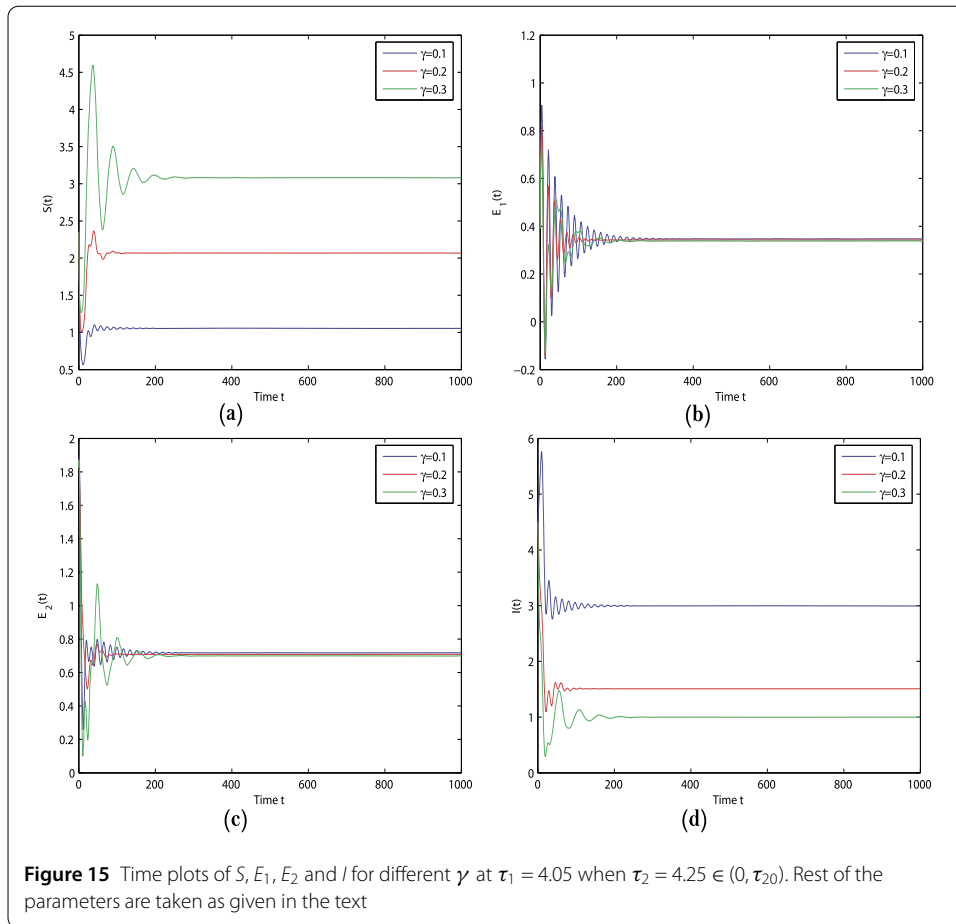 5
4.5
4
3.5
3
2.5
2
1.5
1
0.5
S(t)
0 200 400 600 800 1000
Time t
γ=0.1
γ=0.2
γ=0.3
(a)
1.2
1
0.8
0.6
0.4
0.2
0
−0.2
E_1(t)
0 200 400 600 800 1000
Time t
γ=0.1
γ=0.2
γ=0.3
(b)
2
1.8
1.6
1.4
1.2
1
0.8
0.6
0.4
0.2
0
E_2(t)
0 200 400 600 800 1000
Time t
γ=0.1
γ=0.2
γ=0.3
(c)
6
5
4
3
2
1
0
I(t)
0 200 400 600 800 1000
Time t
γ=0.1
γ=0.2
γ=0.3
(d)
Figure 15 Time plots of S, E₁, E₂ and I for different γ at τ₁ = 4.05 when τ₂ = 4.25 ∈ (0, τ₂₀). Rest of the
parameters are taken as given in the text